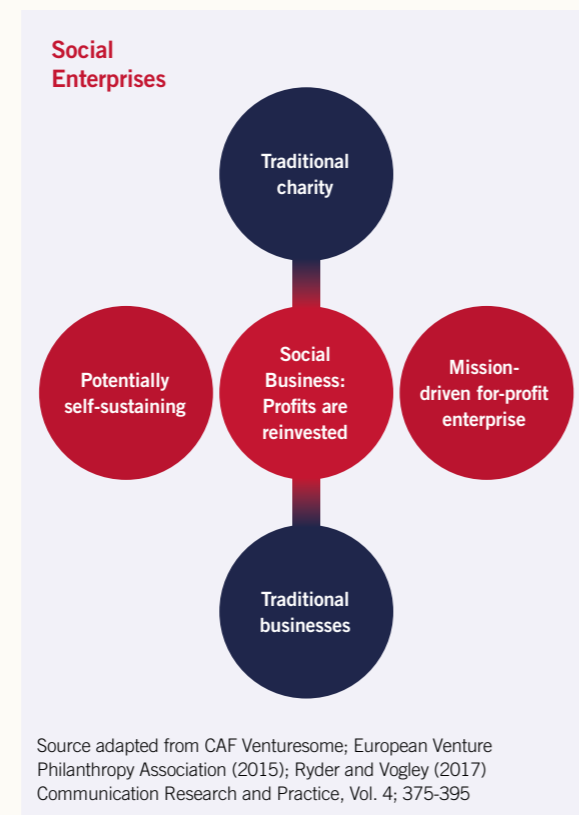 Social
Enterprises
Traditional
charity
Potentially
self-sustaining
Social
Business:
Profits are
reinvested
Mission-
driven for-profit
enterprise
Traditional
businesses
Source adapted from CAF Venturesome; European Venture
Philanthropy Association (2015); Ryder and Vogley (2017)
Communication Research and Practice, Vol. 4; 375-395